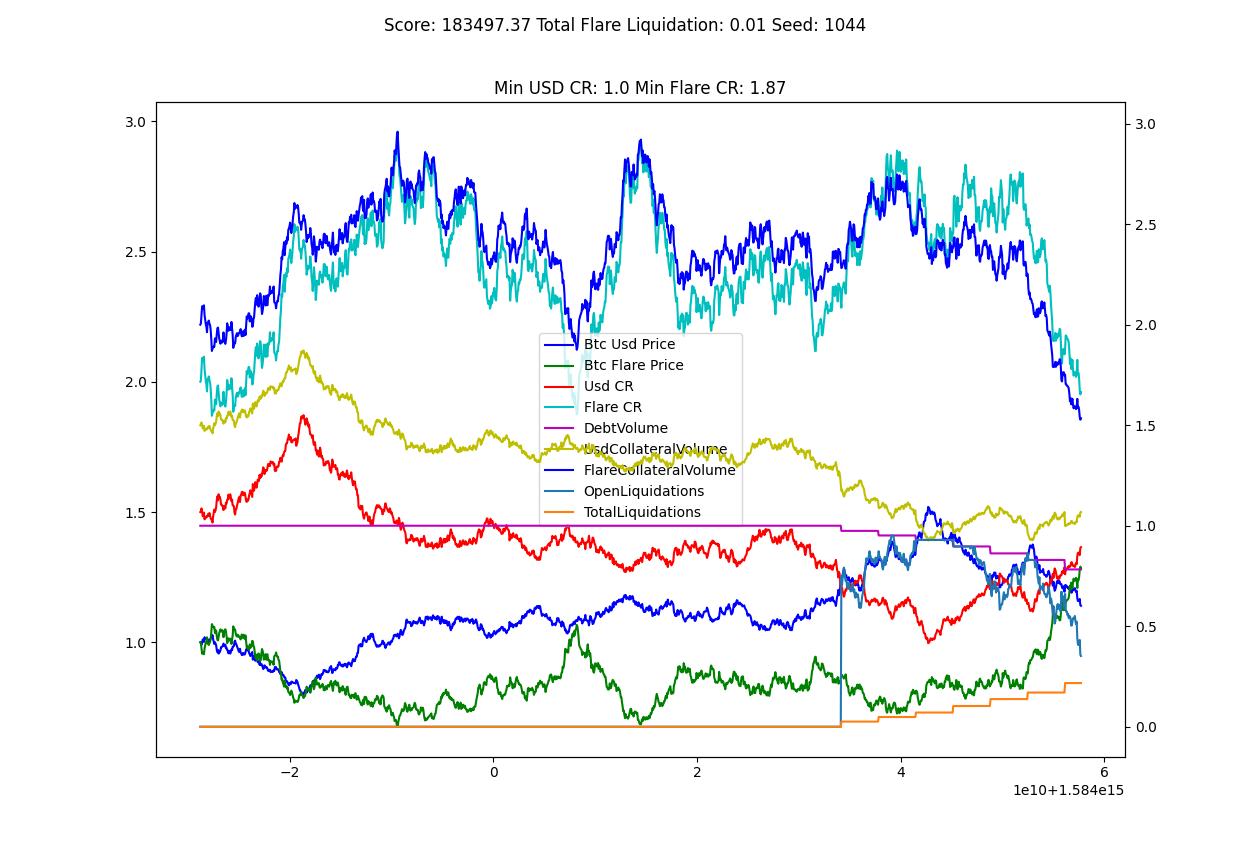 Score: 183497.37 Total Flare Liquidation: 0.01 Seed: 1044
Min USD CR: 1.0 Min Flare CR: 1.87
3.0
2.5
2.0
1.5
1.0
3.0
2.5
2.0
1.5
1.0
0.5
0.0
Btc Usd Price
Btc Flare Price
Usd CR
Flare CR
DebtVolume
UsdCollateralVolume
FlareCollateralVolume
OpenLiquidations
TotalLiquidations
−2 0 2 4 6
1e10+1.584e15